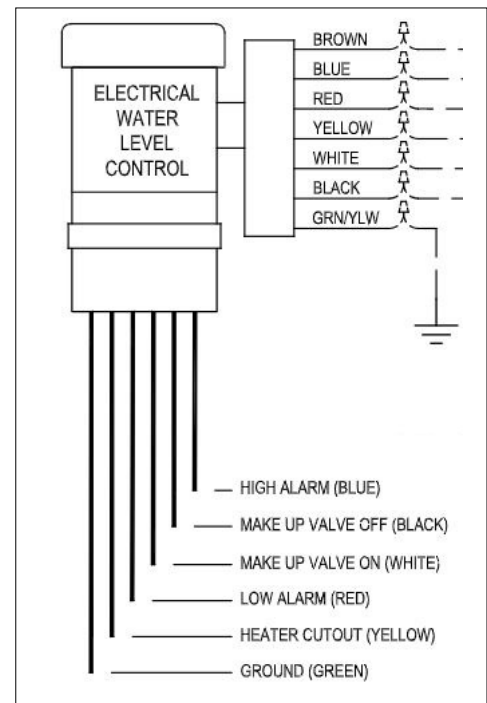 ELECTRICAL
WATER
LEVEL
CONTROL
BROWN
BLUE
RED
YELLOW
WHITE
BLACK
GRN/YLW
HIGH ALARM (BLUE)
MAKE UP VALVE OFF (BLACK)
MAKE UP VALVE ON (WHITE)
LOW ALARM (RED)
HEATER CUTOUT (YELLOW)
GROUND (GREEN)